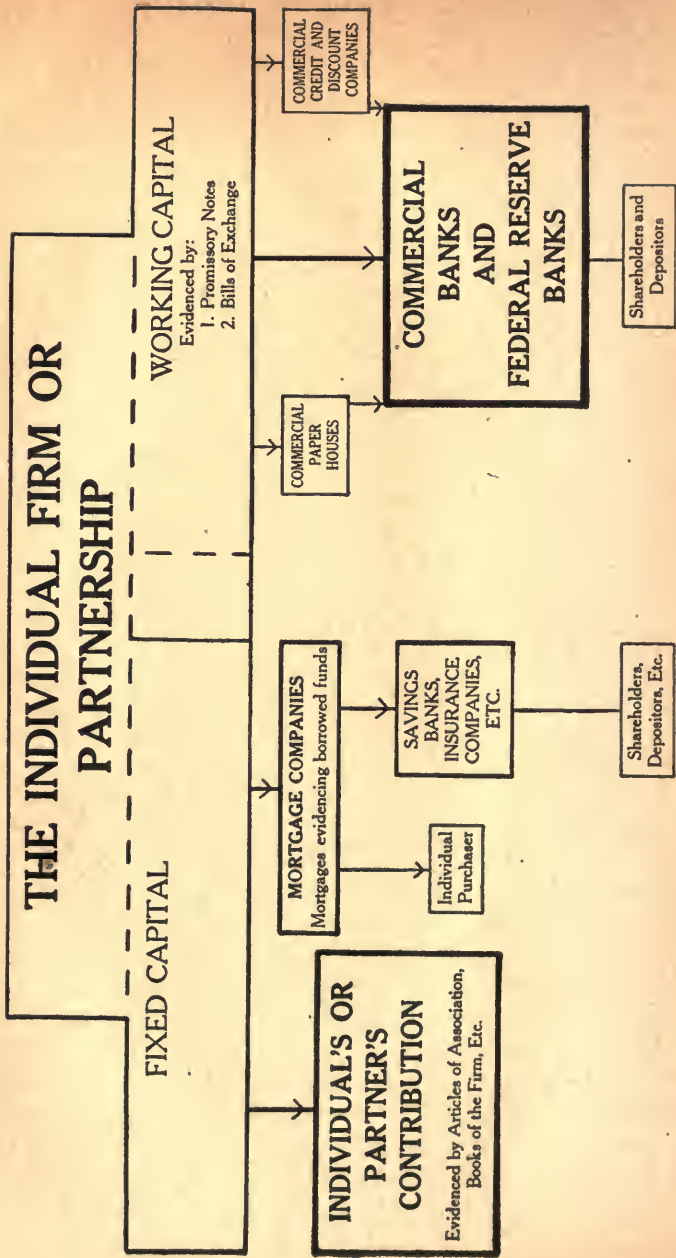 THE INDIVIDUAL FIRM OR
PARTNERSHIP
FIXED CAPITAL
WORKING CAPITAL
Evidenced by:
1. Promissory Notes
2. Bills of Exchange
INDIVIDUAL'S OR
PARTNER'S
CONTRIBUTION
Evidenced by Articles of Association,
Books of the Firm, Etc.
MORTGAGE COMPANIES
Mortgages evidencing borrowed funds
Individual
Purchaser
SAVINGS
BANKS,
INSURANCE
COMPANIES,
ETC.
Shareholders,
Depositors, Etc.
COMMERCIAL
PAPER
HOUSES
COMMERCIAL
CREDIT AND
DISCOUNT
COMPANIES
COMMERCIAL
BANKS
AND
FEDERAL RESERVE
BANKS
Shareholders and
Depositors